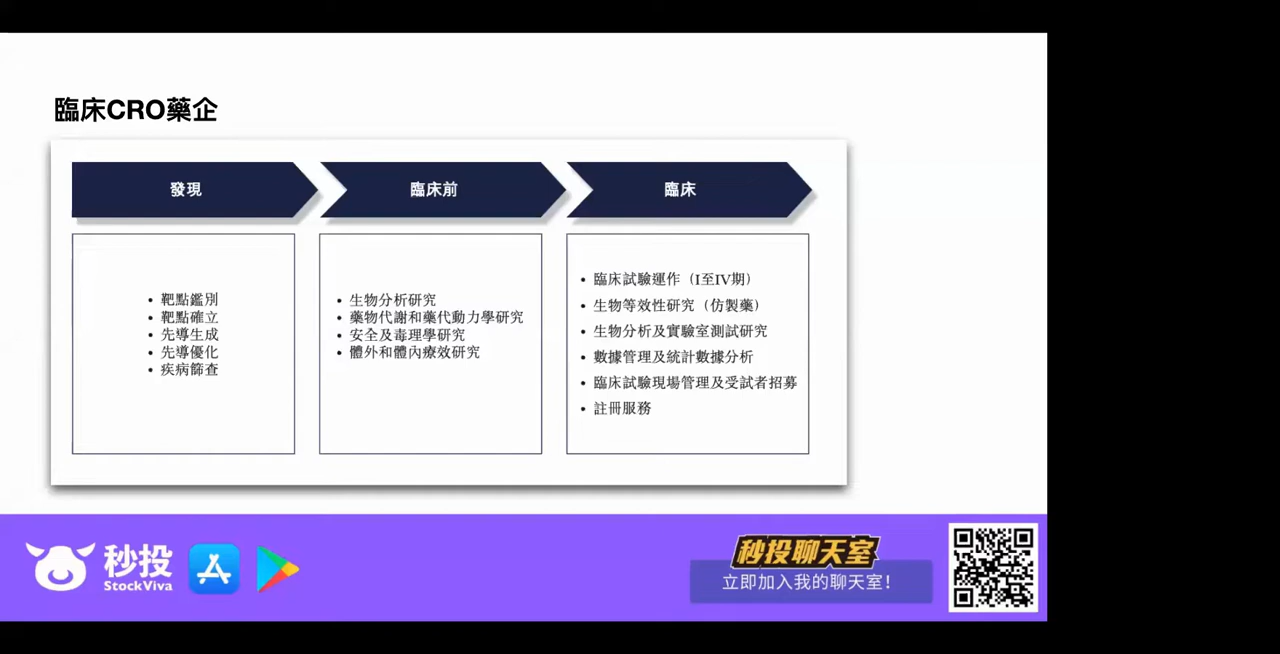 臨床CRO藥企
發現
臨床前
臨床
• 靶點鑑別
• 靶點確立
• 先導生成
• 先導優化
• 疾病篩查
• 生物分析研究
• 藥物代謝和藥代動力學研究
• 安全及毒理學研究
• 體外和體內療效研究
• 臨床試驗運作（I至IV期）
• 生物等效性研究（仿製藥）
• 生物分析及實驗室測試研究
• 數據管理及統計數據分析
• 臨床試驗現場管理及受試者招募
• 註冊服務
秒投
StockViva
秒投聊天室
立即加入我的聊天室！